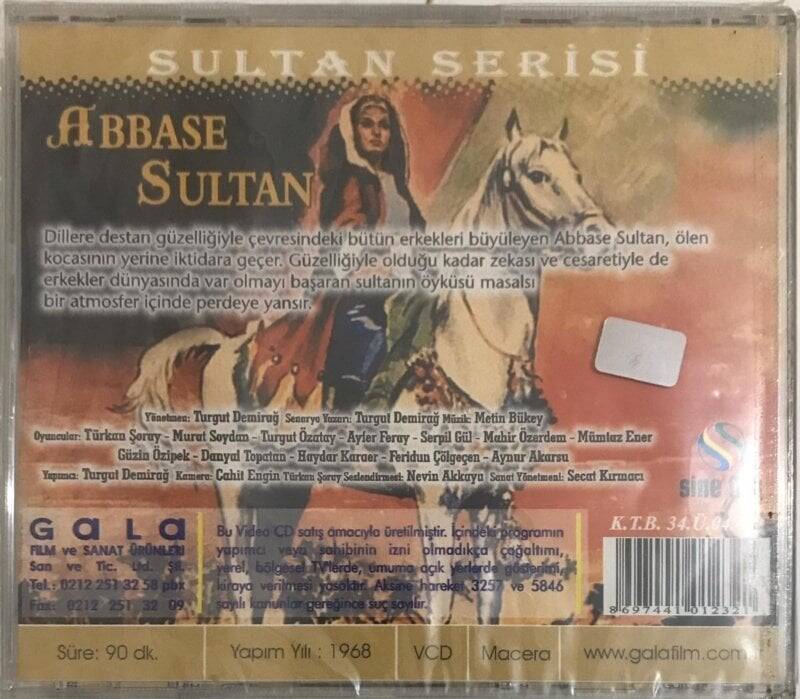 SULTAN SERİSİ
ABBASE
SULTAN
Dillere destan güzelliğiyle çevresindeki bütün erkekleri büyüleyen Abbase Sultan, ölen
kocasının yerine iktidara geçer. Güzelliğiyle olduğu kadar zekası ve cesaretiyle de
erkekler dünyasında var olmayı başaran sultanın öyküsü masalsı
bir atmosfer içinde perdeye yansır.
Yönetmen: Turgut Demirağ Senaryo Yazarı: Turgut Demirağ Müzik: Metin Bükey
Oyuncular: Türkan Şoray - Murat Soydan - Turgut Özatay - Ayfer Feray - Serpil Gül - Mahir Özerdem - Mümtaz Ener
Güzin Özipek - Danyal Topatan - Haydar Karaer - Feridun Çölgeçen - Aynur Akarsu
Yapımcı: Turgut Demirağ Kamera: Cahit Engin Türkan Şoray Seslendirmesi: Nevin Akkaya Sanat Yönetmeni: Secat Kırmacı
sine
GALA
FİLM ve SANAT ÜRÜNLERİ
San ve Tic. Ltd. Şti.
Tel.: 0212 251 32 58 pbx
Fax: 0212 251 32 09
Bu Video CD satış amacıyla üretilmiştir. İçindeki programın
yapımcı veya sahibinin izni olmadıkça çağaltımı,
yerel, bölgesel TV'lerde, umuma açık yerlerde gösterimi,
kiraya verilmesi yasaktır. Aksine hareket 3257 ve 5846
sayılı kanunlar gereğince suç sayılır.
K.T.B. 34.Ü.04
8697441012321
Süre: 90 dk.
Yapım Yılı : 1968
VCD
Macera
www.galafilm.com